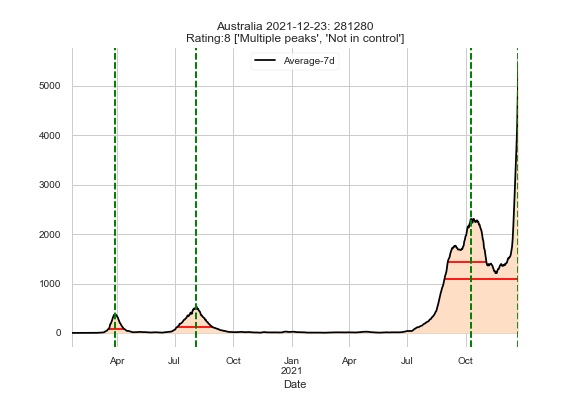 Australia 2021-12-23: 281280
Rating:8 ['Multiple peaks', 'Not in control']
Average-7d
5000
4000
3000
2000
1000
0
Apr Jul Oct Jan Apr Jul Oct
2021
Date